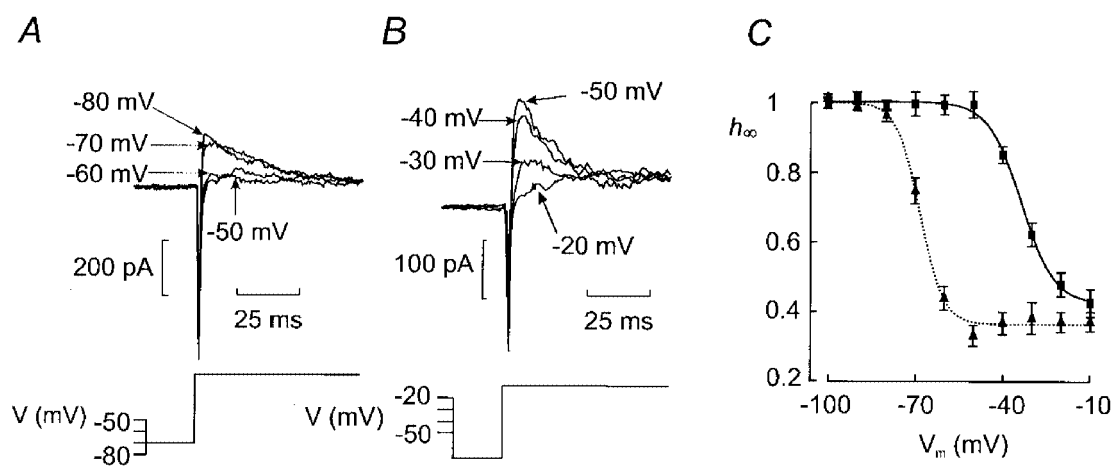 A
-80 mV
-70 mV
-60 mV
-50 mV
200 pA
25 ms
V (mV)
-50
-80
B
-50 mV
-40 mV
-30 mV
-20 mV
100 pA
25 ms
V (mV)
-20
-50
C
h∞
1
0.8
0.6
0.4
0.2
-100
-70
-40
-10
Vm (mV)